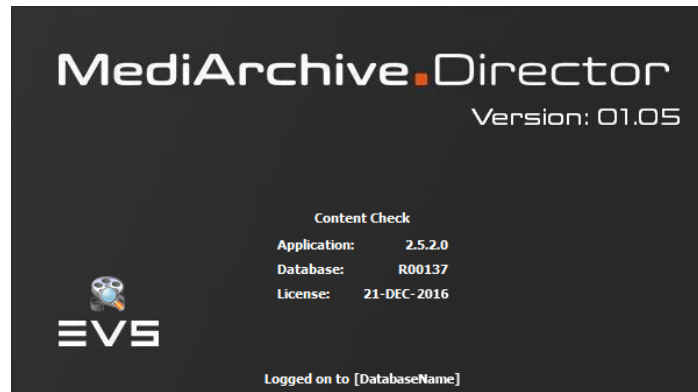 MediArchive.Director
Version: 01.05
Content Check
Application: 2.5.2.0
Database: R00137
License: 21-DEC-2016
EVS
Logged on to [DatabaseName]